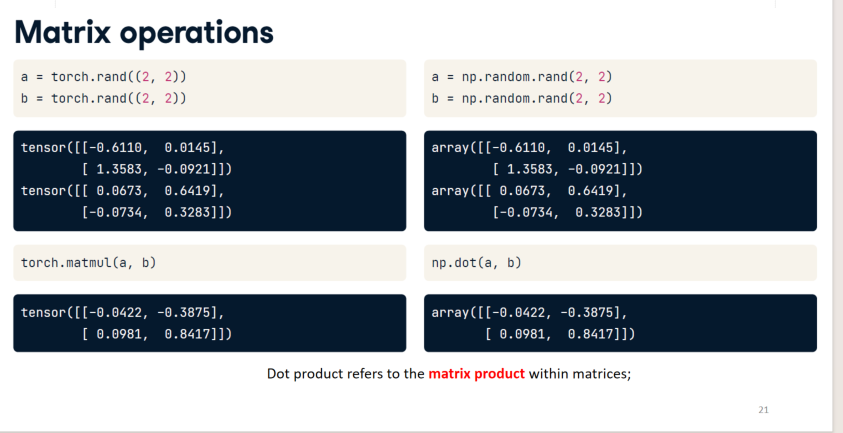 Matrix operations
a = torch.rand((2, 2))
b = torch.rand((2, 2))
a = np.random.rand(2, 2)
b = np.random.rand(2, 2)
tensor([[-0.6110,  0.0145],
        [ 1.3583, -0.0921]])
tensor([[ 0.0673,  0.6419],
        [-0.0734,  0.3283]])
array([[-0.6110,  0.0145],
        [ 1.3583, -0.0921]])
array([[ 0.0673,  0.6419],
        [-0.0734,  0.3283]])
torch.matmul(a, b)
np.dot(a, b)
tensor([[-0.0422, -0.3875],
        [ 0.0981,  0.8417]])
array([[-0.0422, -0.3875],
       [ 0.0981,  0.8417]])
Dot product refers to the matrix product within matrices;
21